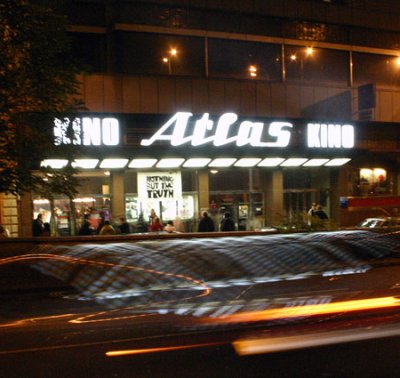 KINO Atlas KINO
NOTHING
BUT THE
TRUTH